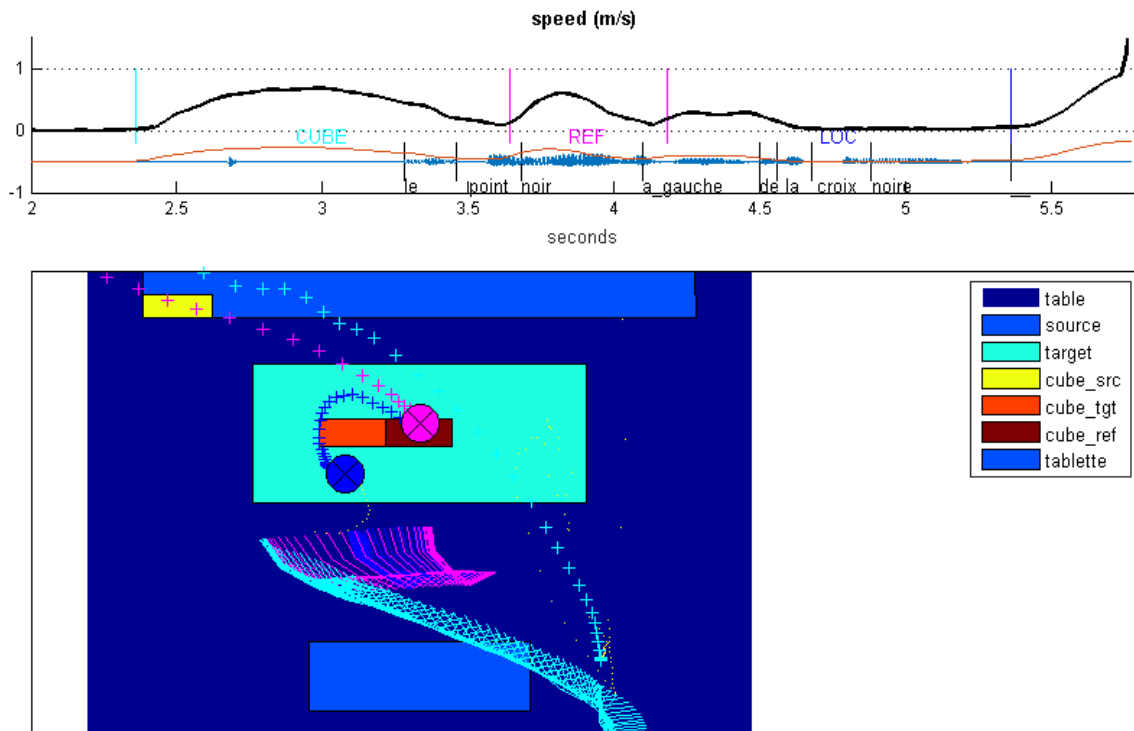 speed (m/s)
1
0
-1
CUBE REF LOC
le point noir a_gauche de la croix noire __
2 2.5 3 3.5 4 4.5 5 5.5
seconds
table
source
target
cube_src
cube_tgt
cube_ref
tablette